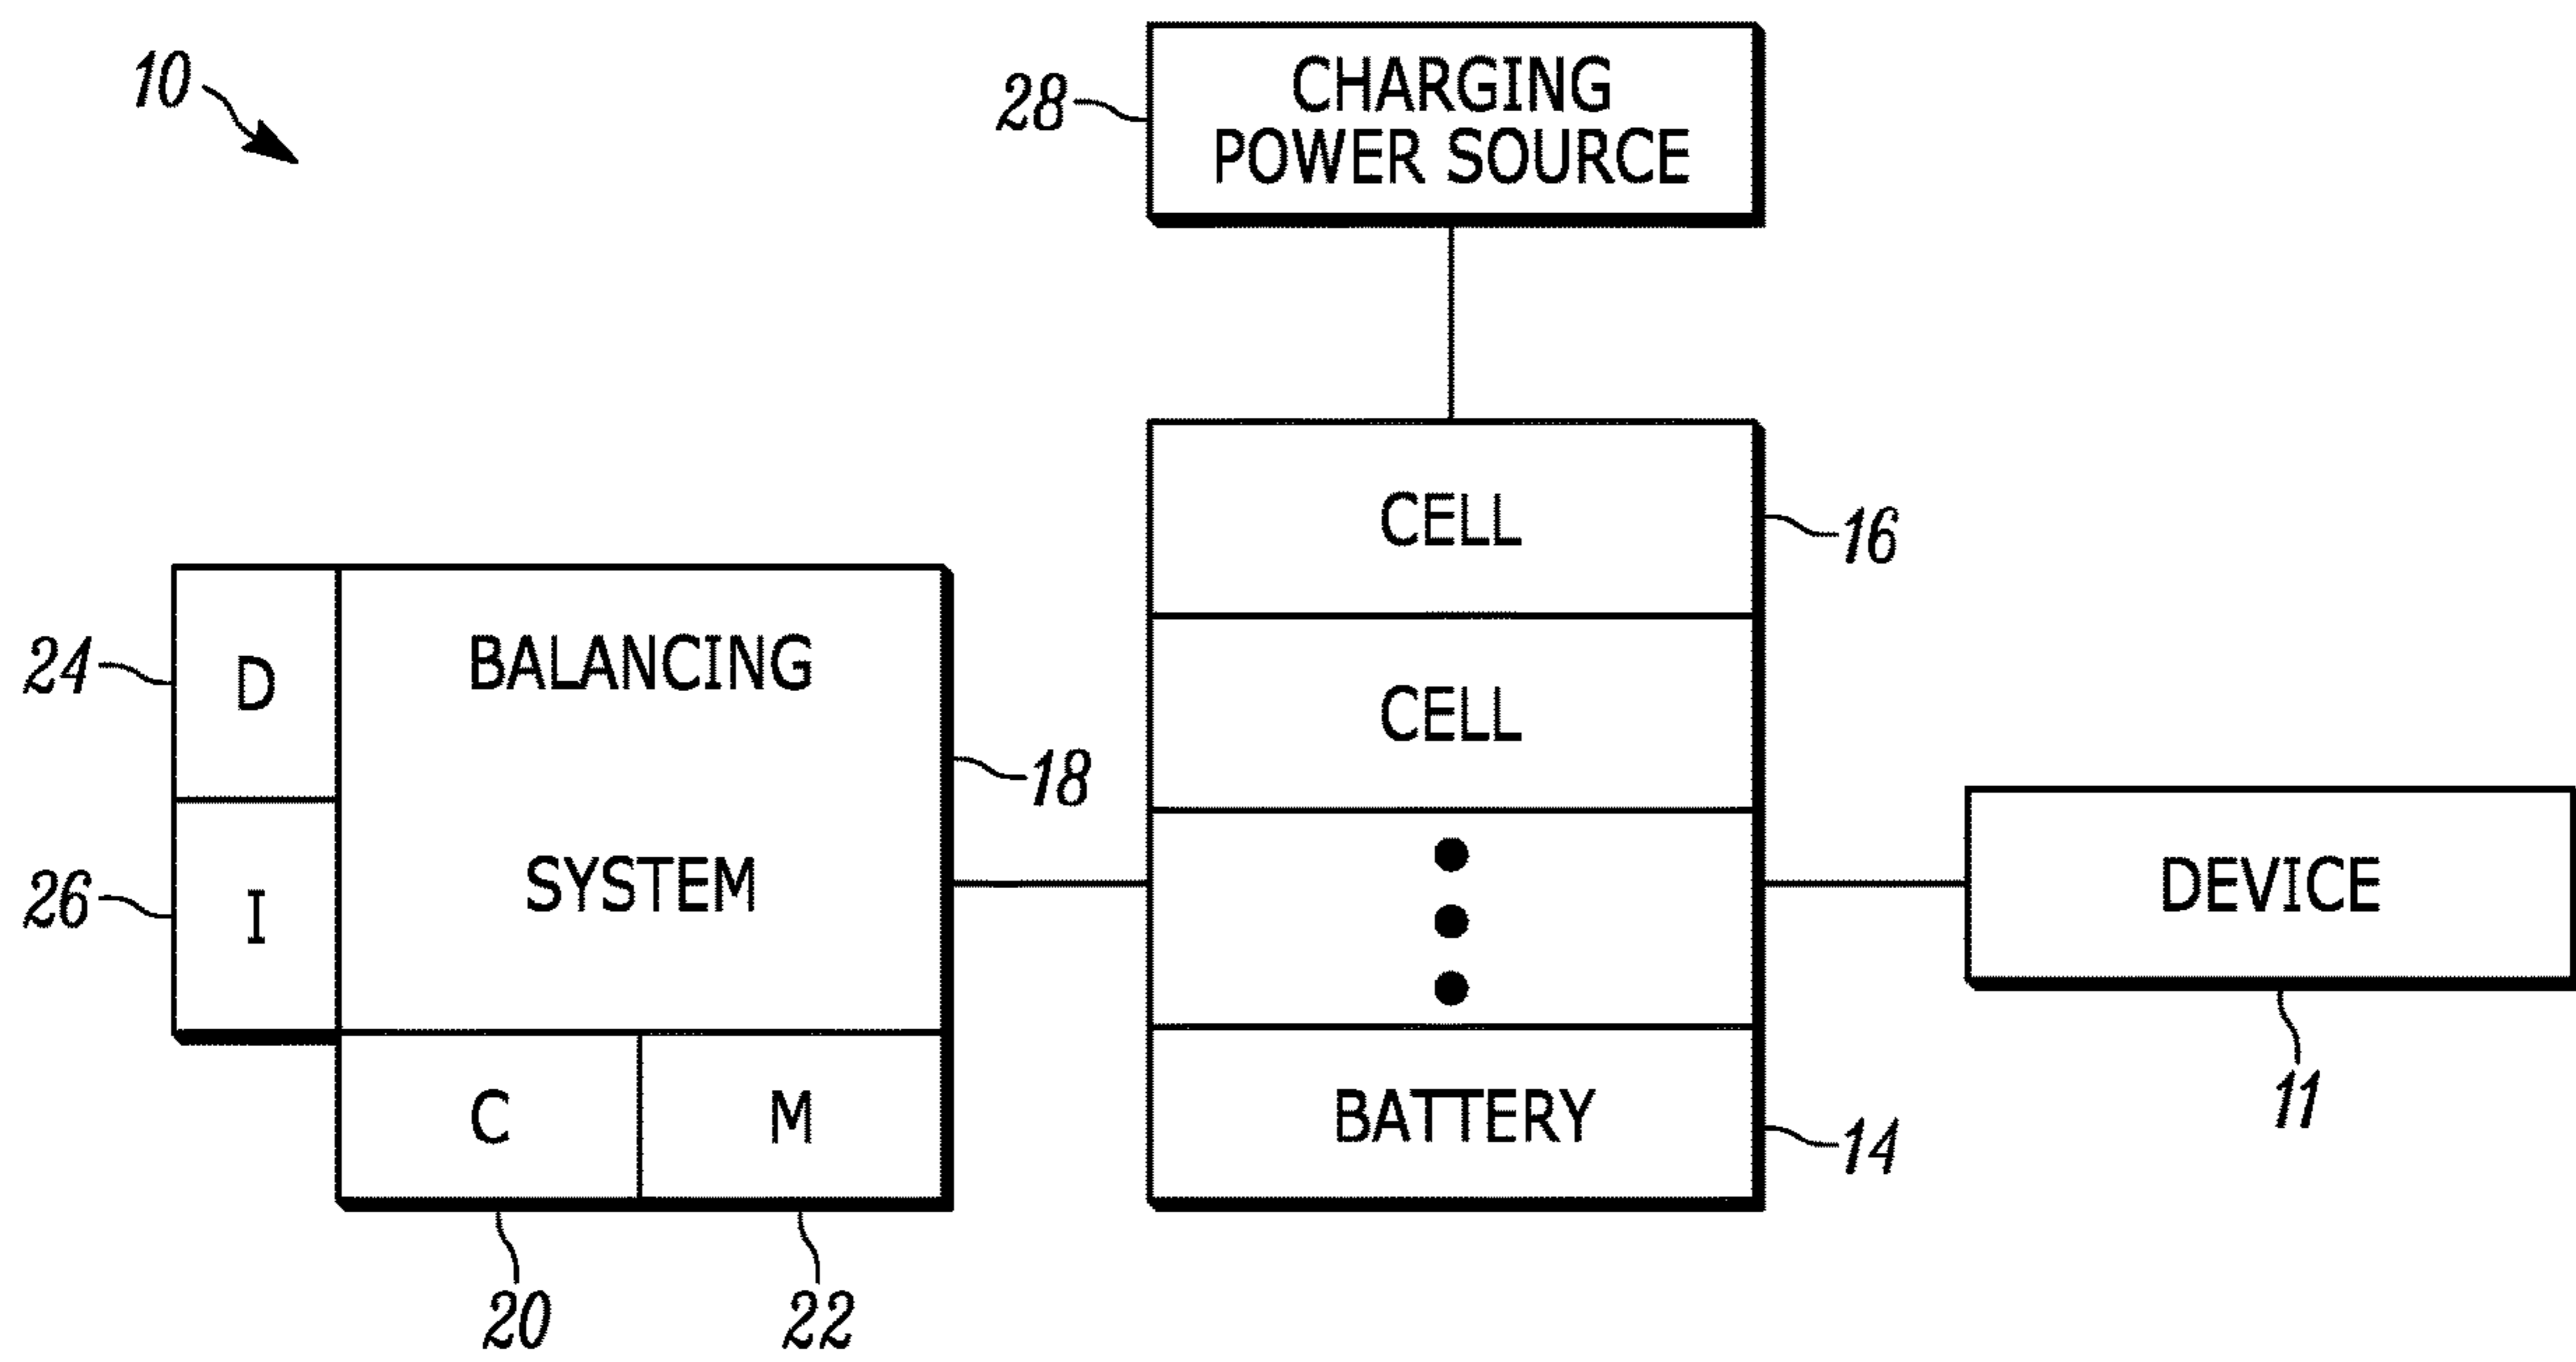 10
28
CHARGING
POWER SOURCE
CELL
16
24
D
BALANCING
CELL
18
26
I
SYSTEM
DEVICE
C
M
BATTERY
14
11
20
22